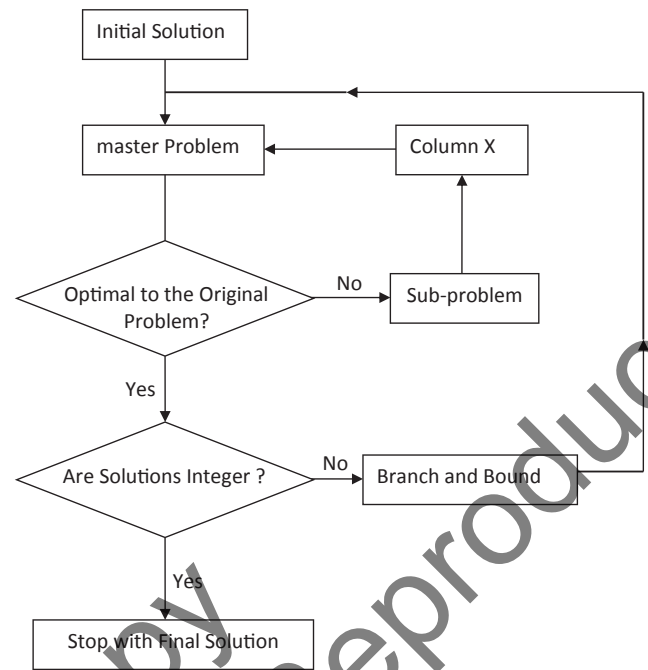 Initial Solution
master Problem
Column X
Optimal to the Original
Problem?
No
Sub-problem
Yes
Are Solutions Integer ?
No
Branch and Bound
Yes
Stop with Final Solution